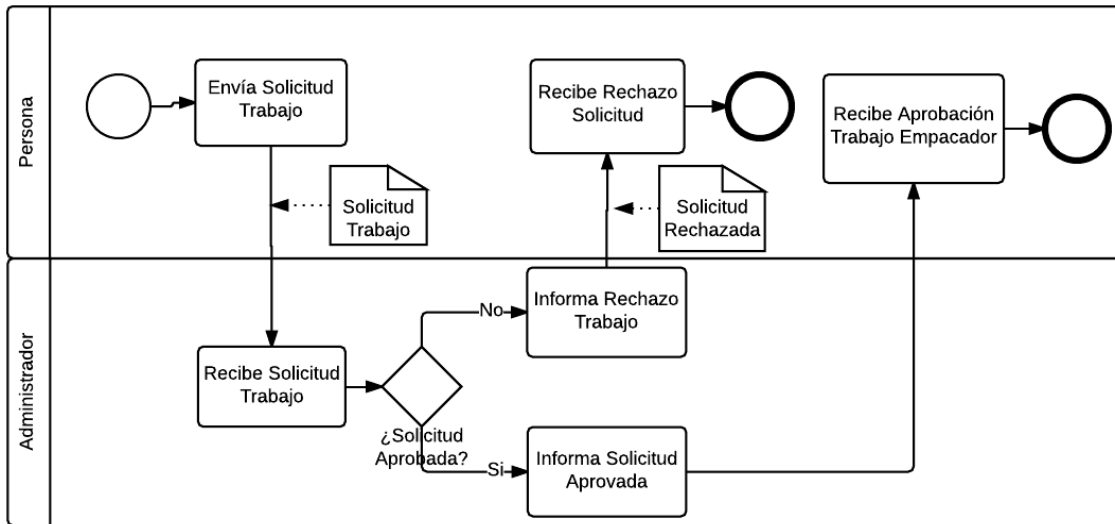 Persona
Envía Solicitud
Trabajo
Solicitud
Trabajo
Recibe Rechazo
Solicitud
Solicitud
Rechazada
Recibe Aprobación
Trabajo Empacador
Administrador
Recibe Solicitud
Trabajo
¿Solicitud
Aprobada?
No
Informa Rechazo
Trabajo
Si
Informa Solicitud
Aprovada